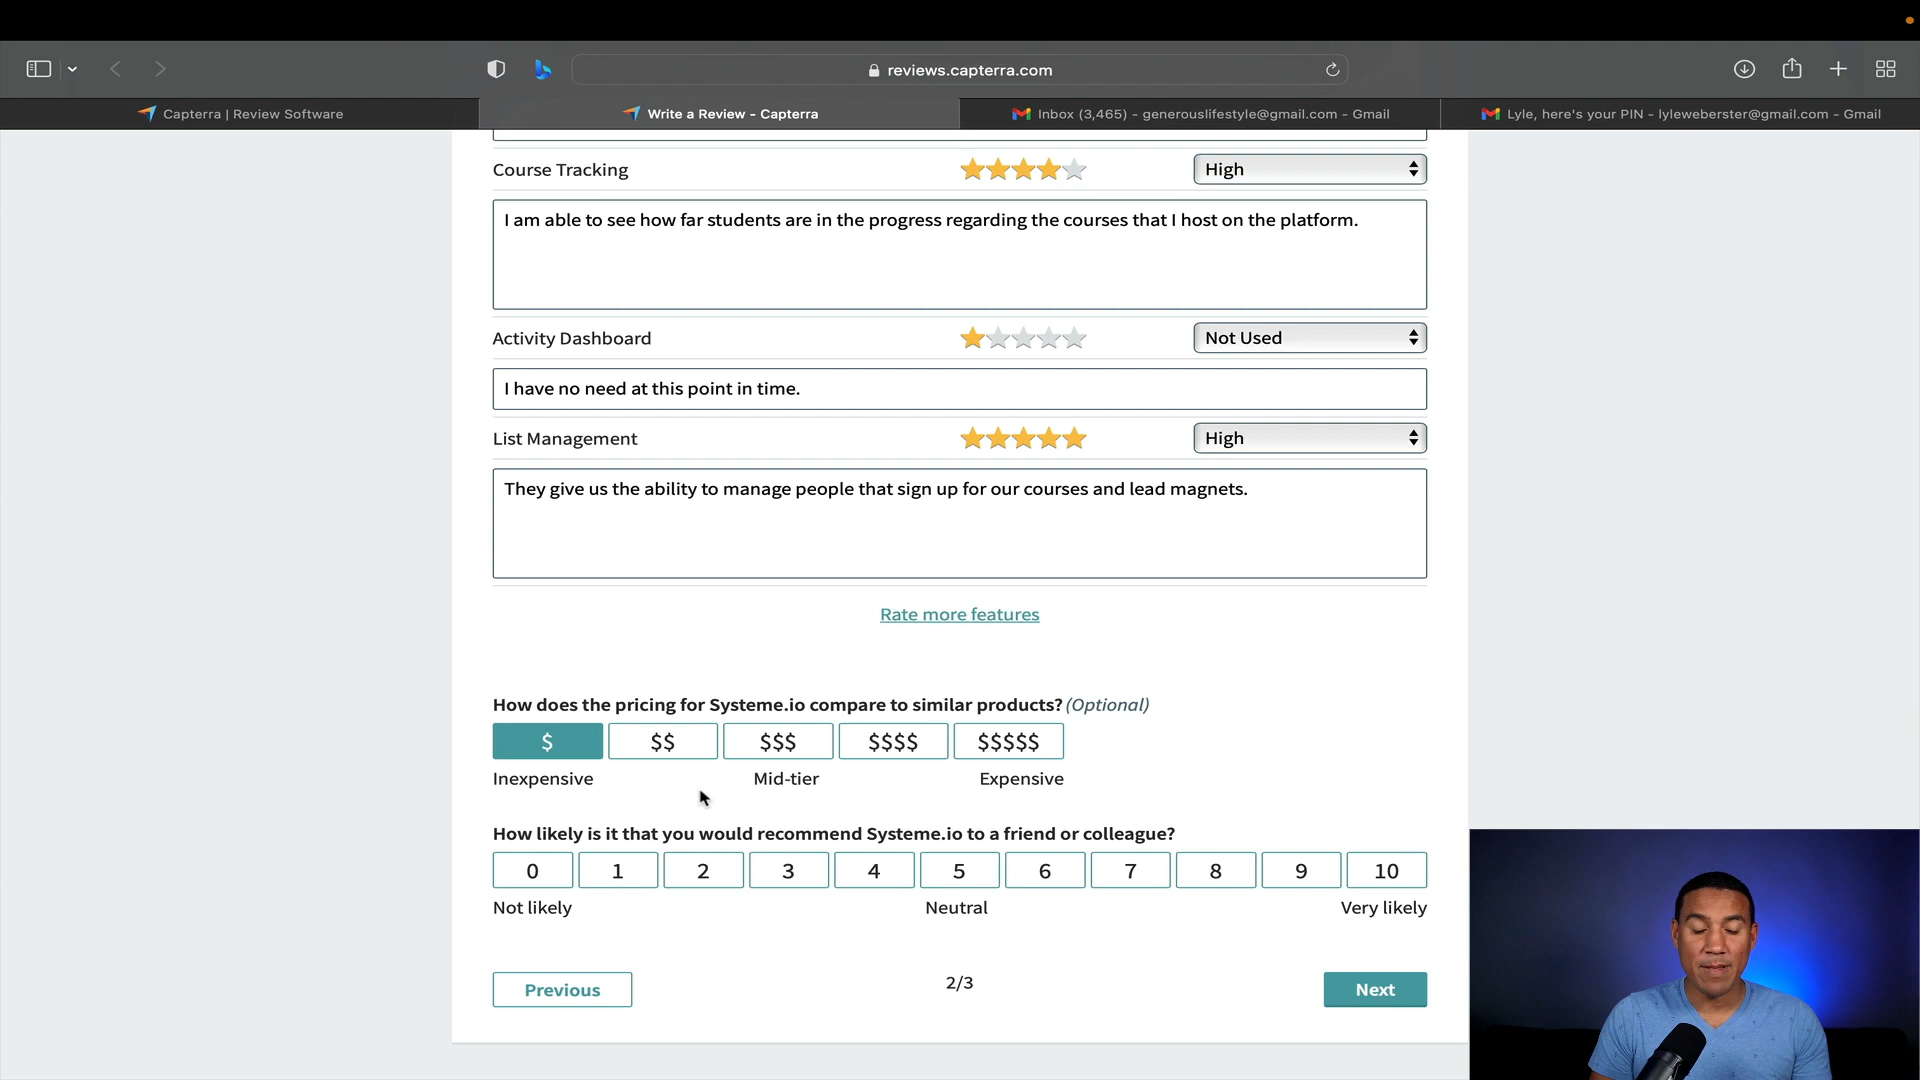 reviews.capterra.com
Capterra | Review Software
Write a Review - Capterra
Inbox (3,465) - generouslifestyle@gmail.com - Gmail
Lyle, here's your PIN - lyleweberster@gmail.com - Gmail
Course Tracking
High
I am able to see how far students are in the progress regarding the courses that I host on the platform.
Activity Dashboard
Not Used
I have no need at this point in time.
List Management
High
They give us the ability to manage people that sign up for our courses and lead magnets.
Rate more features
How does the pricing for Systeme.io compare to similar products? (Optional)
$ $$ $$$ $$$$ $$$$$
Inexpensive Mid-tier Expensive
How likely is it that you would recommend Systeme.io to a friend or colleague?
0 1 2 3 4 5 6 7 8 9 10
Not likely Neutral Very likely
Previous 2/3 Next